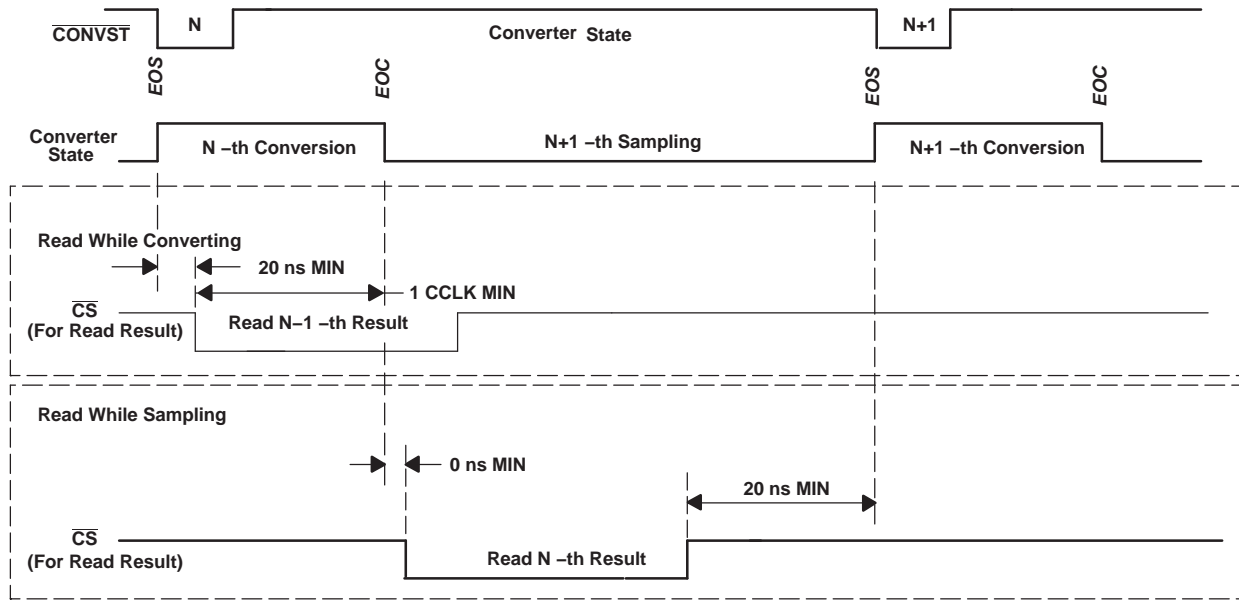 CONVST
N
Converter State
N+1
EOS
EOC
EOS
EOC
Converter
State
N –th Conversion
N+1 –th Sampling
N+1 –th Conversion
Read While Converting
20 ns MIN
1 CCLK MIN
CS
(For Read Result)
Read N–1 –th Result
Read While Sampling
0 ns MIN
20 ns MIN
CS
(For Read Result)
Read N –th Result